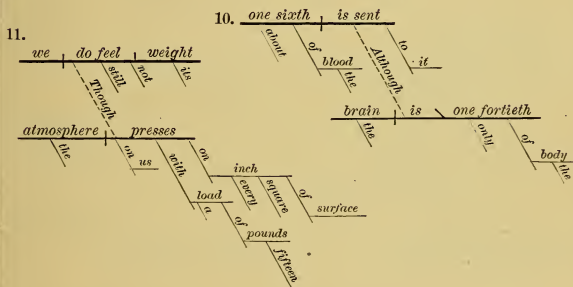 10.
one sixth is sent
about of Although to
blood the it
brain is one fortieth
the only of
body the
11.
we do feel weight
Though still not its
atmosphere presses
the on us with on
inch
every square of
load surface
a of
pounds
fifteen